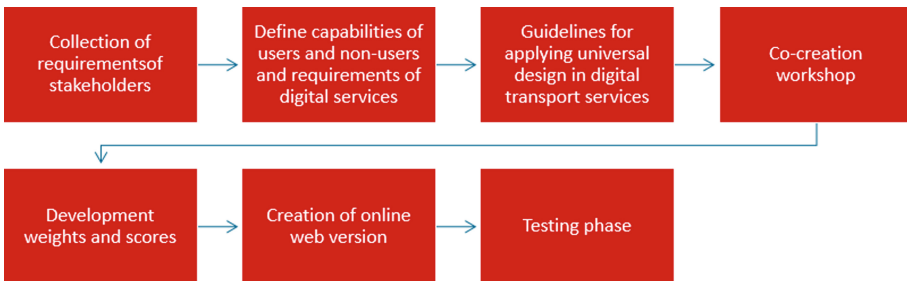 Collection of
requirementsof
stakeholders
Define capabilities of
users and non-users
and requirements of
digital services
Guidelines for
applying universal
design in digital
transport services
Co-creation
workshop
Development
weights and scores
Creation of online
web version
Testing phase